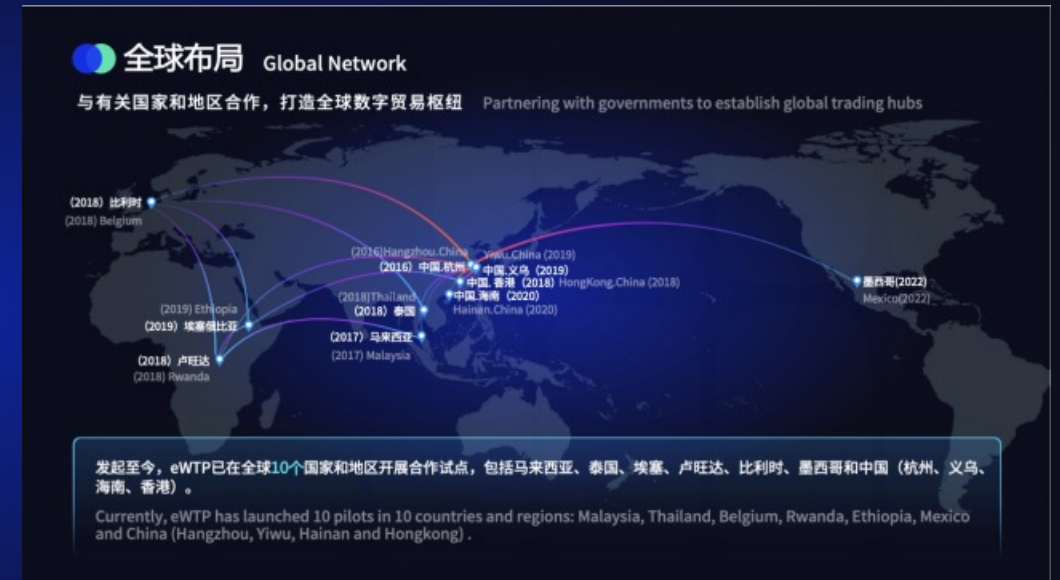 全球布局 Global Network
与有关国家和地区合作，打造全球数字贸易枢纽 Partnering with governments to establish global trading hubs
（2018）比利时
(2018) Belgium
(2016)Hangzhou.China
Yiwu.China (2019)
（2016）中国.杭州
中国.义乌（2019）
中国.香港（2018）HongKong.China (2018)
墨西哥(2022)
中国.海南（2020）
(2018)Thailand
Mexico(2022)
(2019) Ethiopia
（2018）泰国
Hainan.China (2020)
（2019）埃塞俄比亚
（2017）马来西亚
(2017) Malaysia
（2018）卢旺达
(2018) Rwanda
发起至今，eWTP已在全球10个国家和地区开展合作试点，包括马来西亚、泰国、埃塞、卢旺达、比利时、墨西哥和中国（杭州、义乌、
海南、香港）。
Currently, eWTP has launched 10 pilots in 10 countries and regions: Malaysia, Thailand, Belgium, Rwanda, Ethiopia, Mexico
and China (Hangzhou, Yiwu, Hainan and Hongkong) .